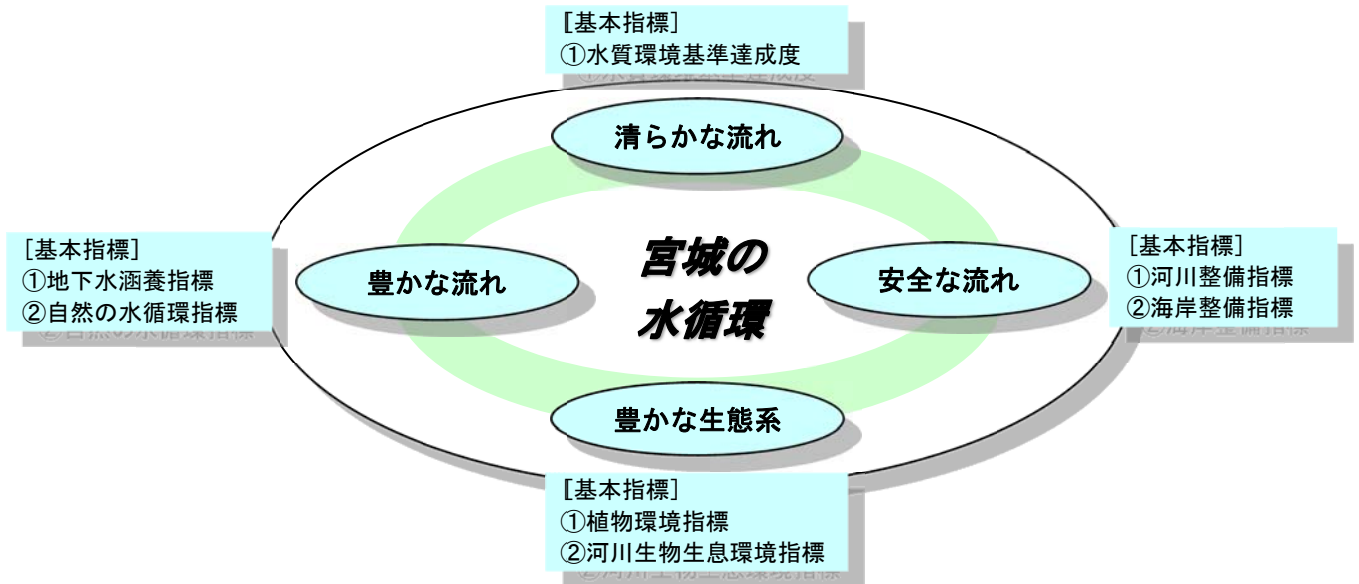 [基本指標]
①水質環境基準達成度
清らかな流れ
[基本指標]
①地下水涵養指標
②自然の水循環指標
豊かな流れ
宮城の
水循環
安全な流れ
[基本指標]
①河川整備指標
②海岸整備指標
豊かな生態系
[基本指標]
①植物環境指標
②河川生物生息環境指標